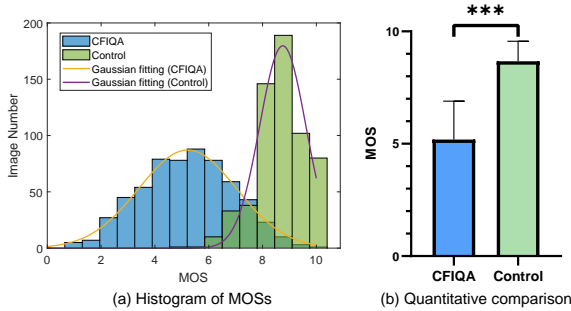 (a)
200
150
100
50
0
Image Number
CFIQA
Control
Gaussian fitting (CFIQA)
Gaussian fitting (Control)
0 2 4 6 8 10
MOS
(a) Histogram of MOSs
(b)
***
10
5
0
MOS
CFIQA Control
(b) Quantitative comparison